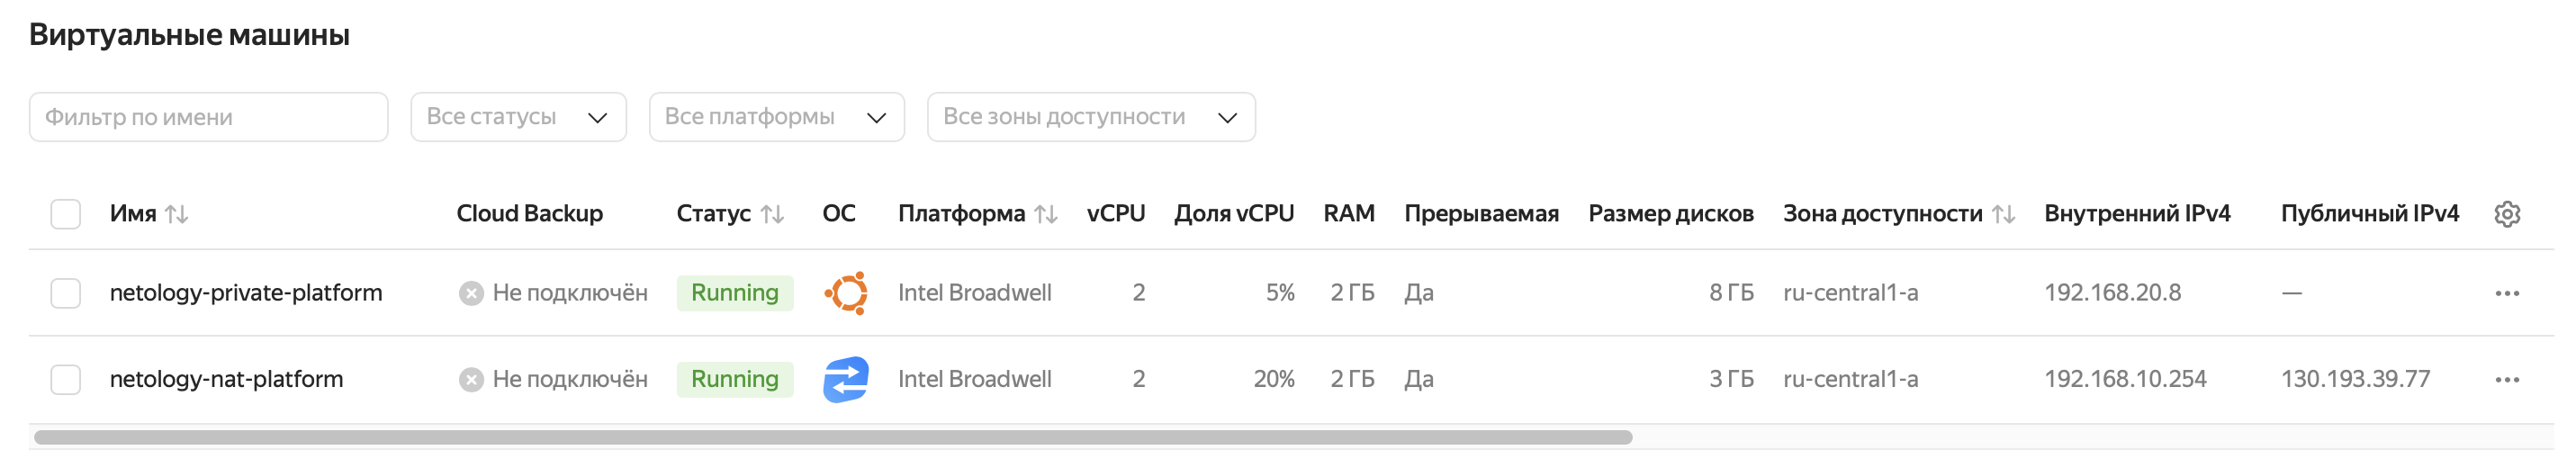 Виртуальные машины
Фильтр по имени Все статусы Все платформы Все зоны доступности
Имя Cloud Backup Статус ОС Платформа vCPU Доля vCPU RAM Прерываемая Размер дисков Зона доступности Внутренний IPv4 Публичный IPv4
netology-private-platform Не подключён Running Intel Broadwell 2 5% 2 ГБ Да 8 ГБ ru-central1-a 192.168.20.8 —
netology-nat-platform Не подключён Running Intel Broadwell 2 20% 2 ГБ Да 3 ГБ ru-central1-a 192.168.10.254 130.193.39.77